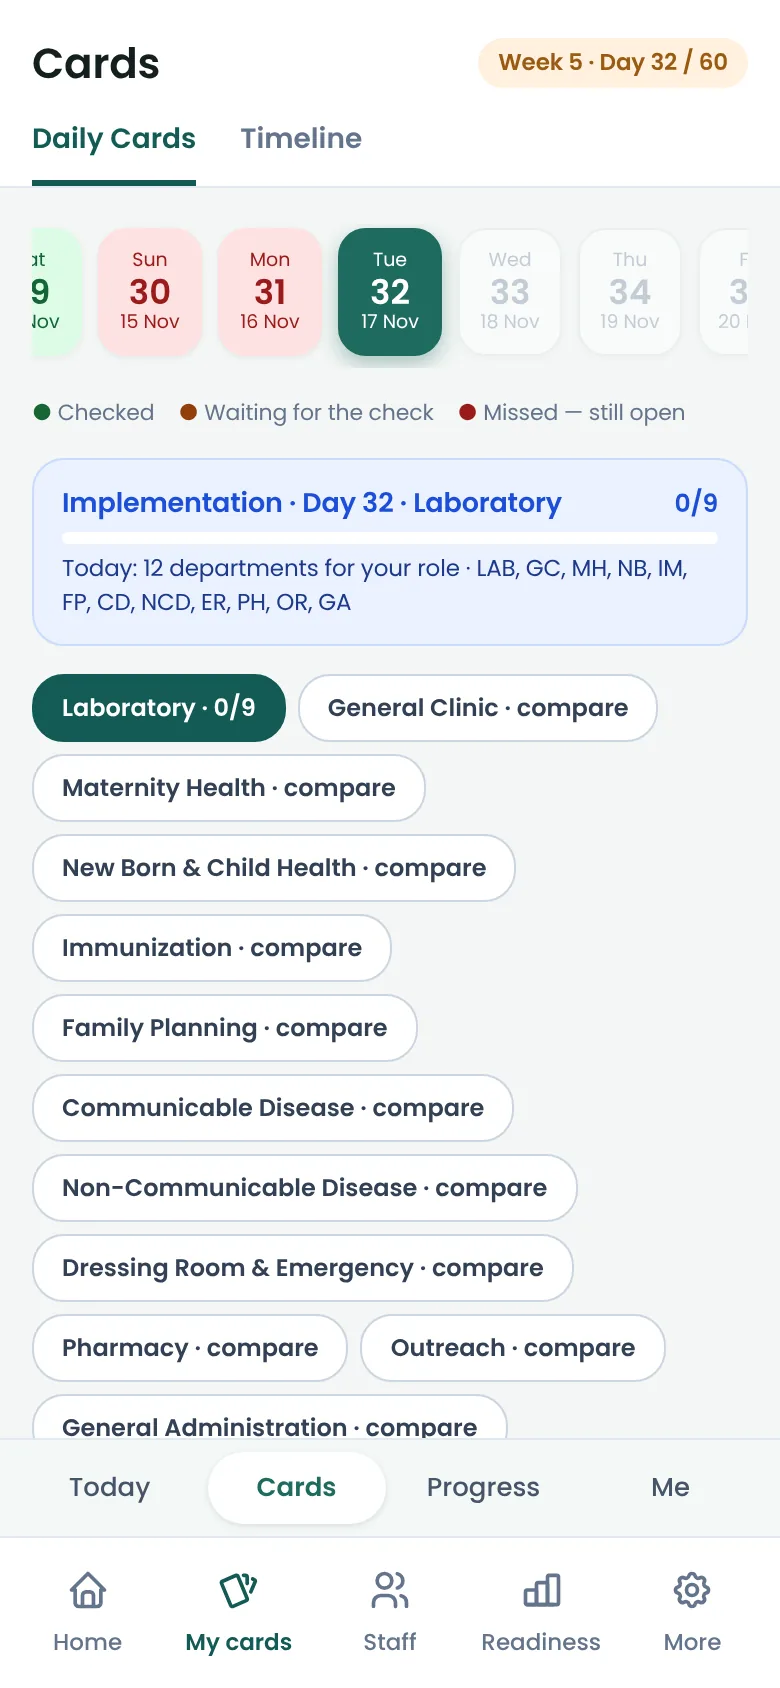 Cards
Week 5 · Day 32 / 60
Daily Cards
Timeline
at
9
Nov
Sun
30
15 Nov
Mon
31
16 Nov
Tue
32
17 Nov
Wed
33
18 Nov
Thu
34
19 Nov
F
3
20
Checked
Waiting for the check
Missed — still open
Implementation · Day 32 · Laboratory
0/9
Today: 12 departments for your role · LAB, GC, MH, NB, IM,
FP, CD, NCD, ER, PH, OR, GA
Laboratory · 0/9
General Clinic · compare
Maternity Health · compare
New Born & Child Health · compare
Immunization · compare
Family Planning · compare
Communicable Disease · compare
Non-Communicable Disease · compare
Dressing Room & Emergency · compare
Pharmacy · compare
Outreach · compare
General Administration · compare
Today
Cards
Progress
Me
Home
My cards
Staff
Readiness
More